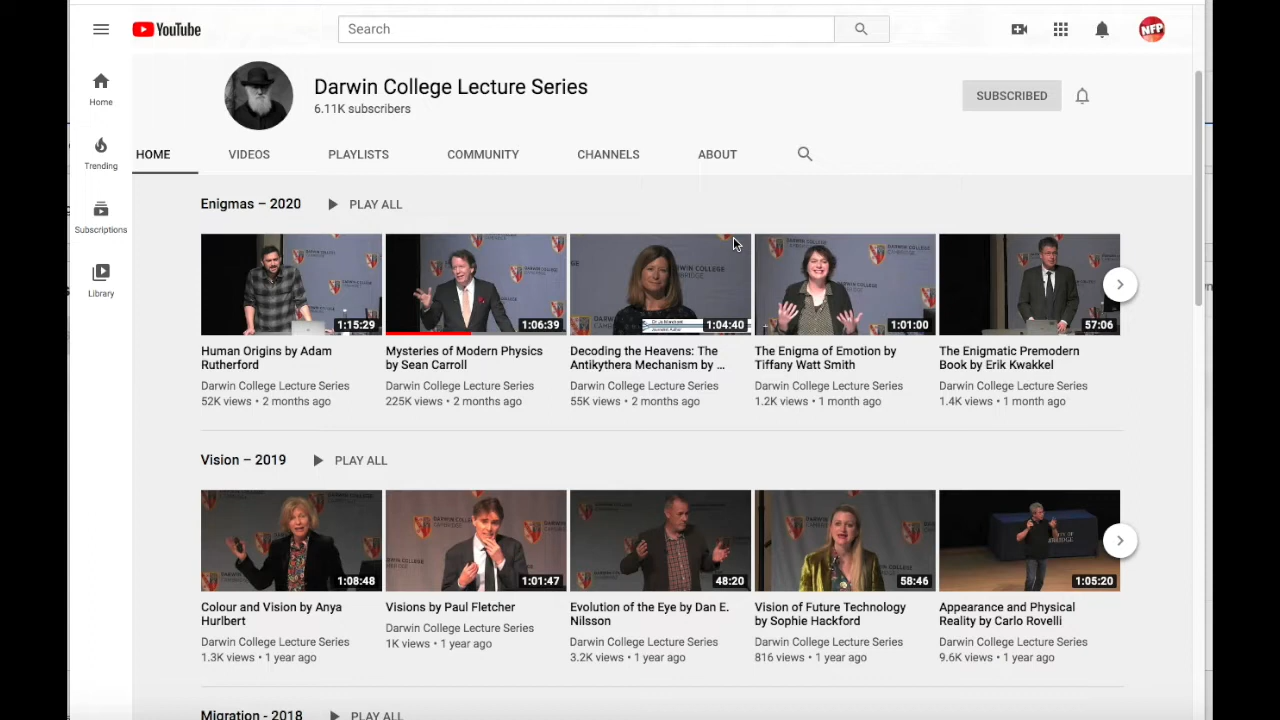 YouTube
Search
NFP
Home
Trending
Subscriptions
Library
Darwin College Lecture Series
6.11K subscribers
SUBSCRIBED
HOME
VIDEOS
PLAYLISTS
COMMUNITY
CHANNELS
ABOUT
Enigmas – 2020
PLAY ALL
1:15:29
1:06:39
1:04:40
1:01:00
57:06
Human Origins by Adam
Rutherford
Darwin College Lecture Series
52K views • 2 months ago
Mysteries of Modern Physics
by Sean Carroll
Darwin College Lecture Series
225K views • 2 months ago
Decoding the Heavens: The
Antikythera Mechanism by ...
Darwin College Lecture Series
55K views • 2 months ago
The Enigma of Emotion by
Tiffany Watt Smith
Darwin College Lecture Series
1.2K views • 1 month ago
The Enigmatic Premodern
Book by Erik Kwakkel
Darwin College Lecture Series
1.4K views • 1 month ago
Vision – 2019
PLAY ALL
1:08:48
1:01:47
48:20
58:46
1:05:20
Colour and Vision by Anya
Hurlbert
Darwin College Lecture Series
1.3K views • 1 year ago
Visions by Paul Fletcher
Darwin College Lecture Series
1K views • 1 year ago
Evolution of the Eye by Dan E.
Nilsson
Darwin College Lecture Series
3.2K views • 1 year ago
Vision of Future Technology
by Sophie Hackford
Darwin College Lecture Series
816 views • 1 year ago
Appearance and Physical
Reality by Carlo Rovelli
Darwin College Lecture Series
9.6K views • 1 year ago
Migration - 2018
PLAY ALL